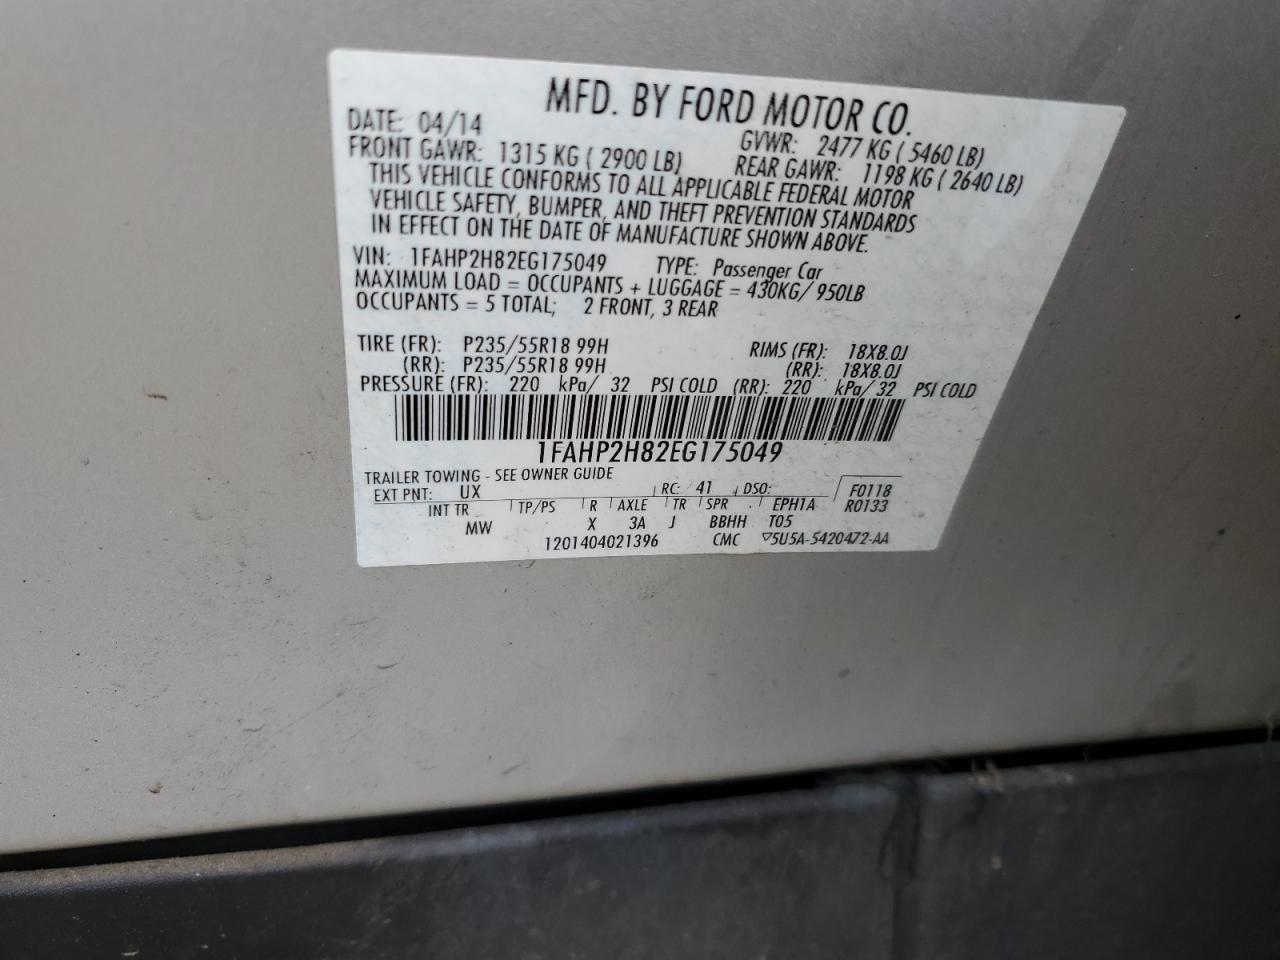 MFD. BY FORD MOTOR CO.
DATE: 04/14 GVWR: 2477 KG ( 5460 LB)
FRONT GAWR: 1315 KG ( 2900 LB) REAR GAWR: 1198 KG ( 2640 LB)
THIS VEHICLE CONFORMS TO ALL APPLICABLE FEDERAL MOTOR
VEHICLE SAFETY, BUMPER, AND THEFT PREVENTION STANDARDS
IN EFFECT ON THE DATE OF MANUFACTURE SHOWN ABOVE.
VIN: 1FAHP2H82EG175049 TYPE: Passenger Car
MAXIMUM LOAD = OCCUPANTS + LUGGAGE = 430KG/ 950LB
OCCUPANTS = 5 TOTAL; 2 FRONT, 3 REAR
TIRE (FR): P235/55R18 99H RIMS (FR): 18X8.0J
(RR): P235/55R18 99H (RR): 18X8.0J
PRESSURE (FR): 220 kPa/ 32 PSI COLD (RR): 220 kPa/ 32 PSI COLD
1FAHP2H82EG175049
TRAILER TOWING - SEE OWNER GUIDE
EXT PNT: UX RC: 41 DSO: F0118
INT TR TP/PS R AXLE TR SPR EPH1A R0133
MW X 3A J BBHH T05
1201404021396 CMC ▽5U5A-5420472-AA